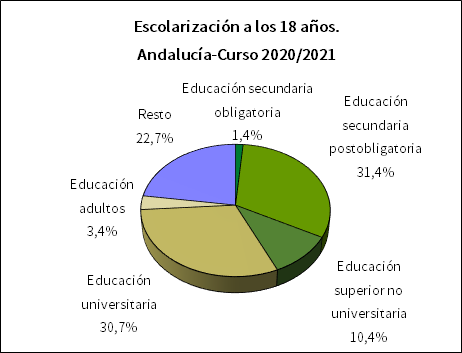 Escolarización a los 18 años.
Andalucía-Curso 2020/2021
Educación secundaria
obligatoria
1,4%
Educación
secundaria
postobligatoria
31,4%
Educación
superior no
universitaria
10,4%
Educación
universitaria
30,7%
Educación
adultos
3,4%
Resto
22,7%